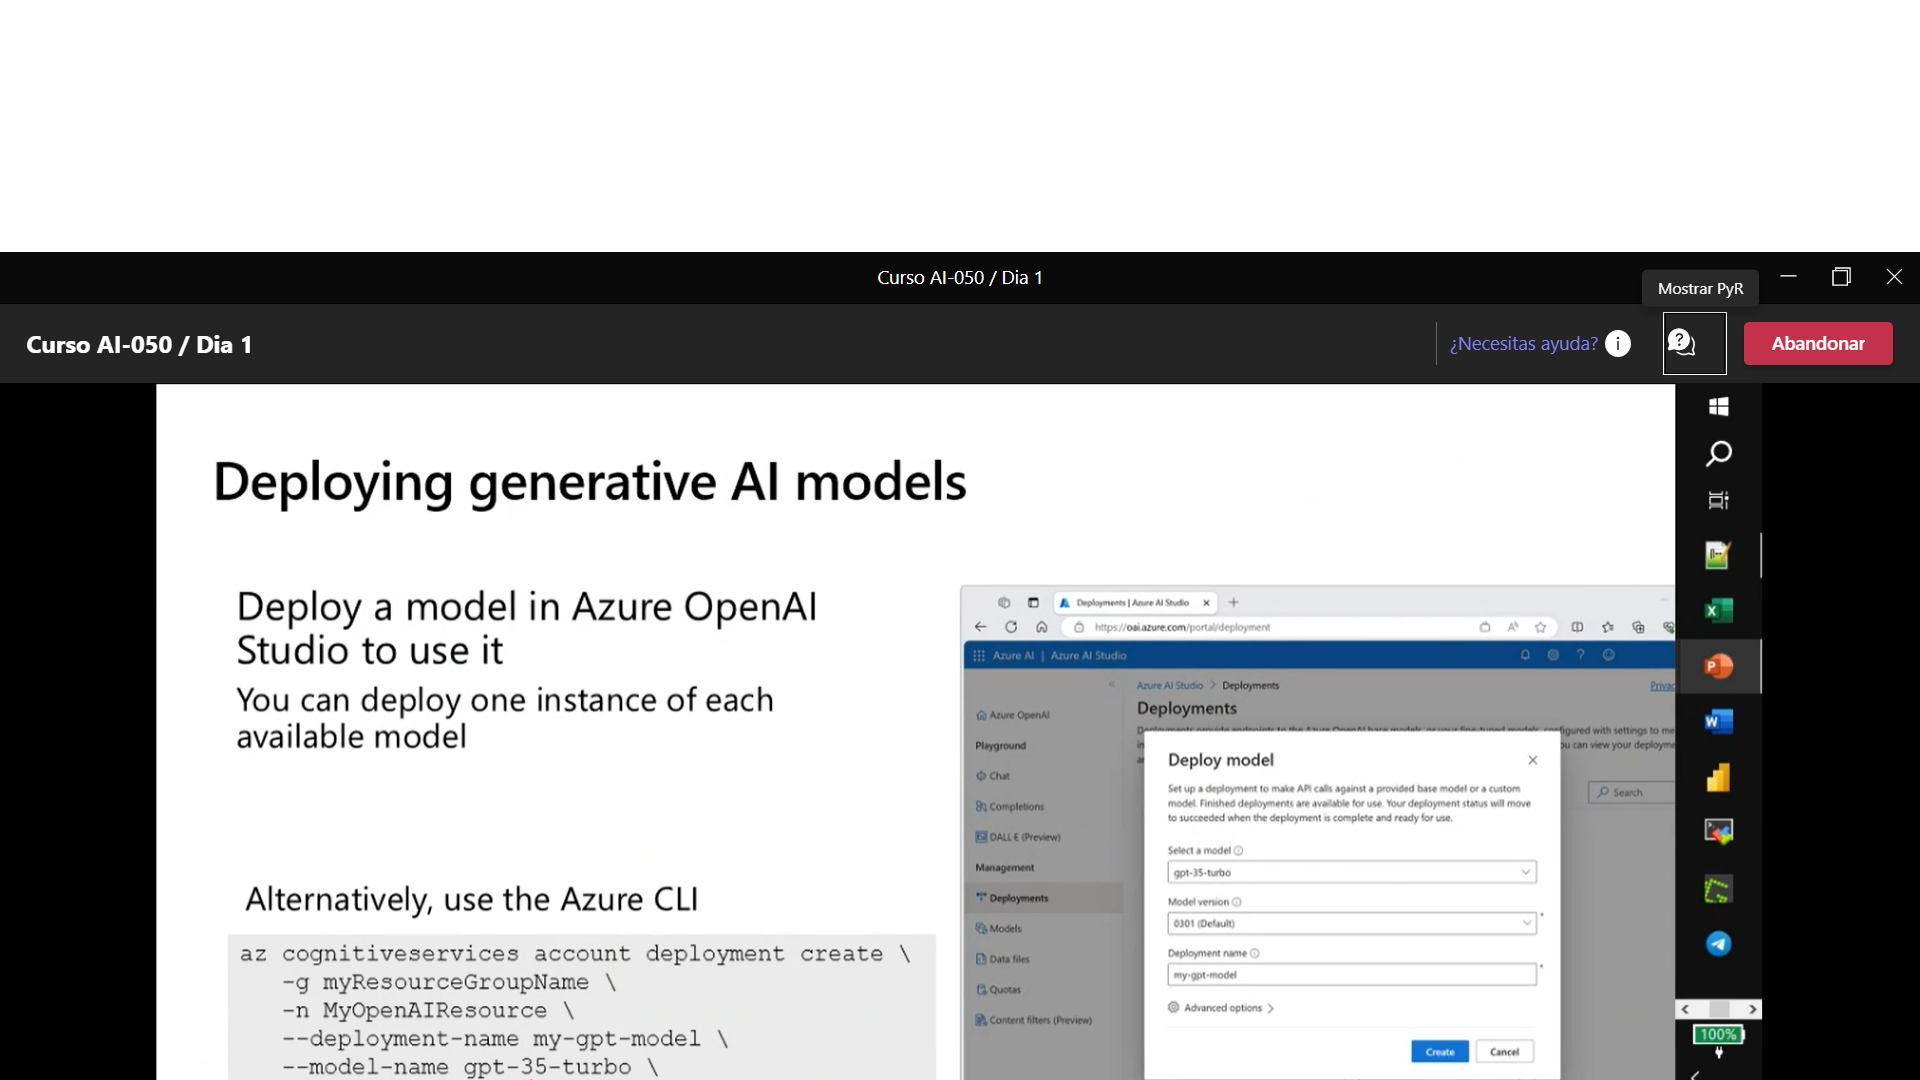 Curso AI-050 / Dia 1
Mostrar PyR
Curso AI-050 / Dia 1
¿Necesitas ayuda?
Abandonar
Deploying generative AI models
Deploy a model in Azure OpenAI
Studio to use it
You can deploy one instance of each
available model
Alternatively, use the Azure CLI
az cognitiveservices account deployment create \
-g myResourceGroupName \
-n MyOpenAIResource \
--deployment-name my-gpt-model \
--model-name gpt-35-turbo \
Deployments | Azure AI Studio
https://oai.azure.com/portal/deployment
Azure AI | Azure AI Studio
Azure AI Studio > Deployments
Privac
Deployments
configured with settings to me
ou can view your deployme
Search
Azure OpenAI
Playground
Chat
Completions
DALL·E (Preview)
Management
Deployments
Models
Data files
Quotas
Content filters (Preview)
Deploy model
Set up a deployment to make API calls against a provided base model or a custom
model. Finished deployments are available for use. Your deployment status will move
to succeeded when the deployment is complete and ready for use.
Select a model
gpt-35-turbo
Model version
0301 (Default)
Deployment name
my-gpt-model
Advanced options >
Create
Cancel
100%